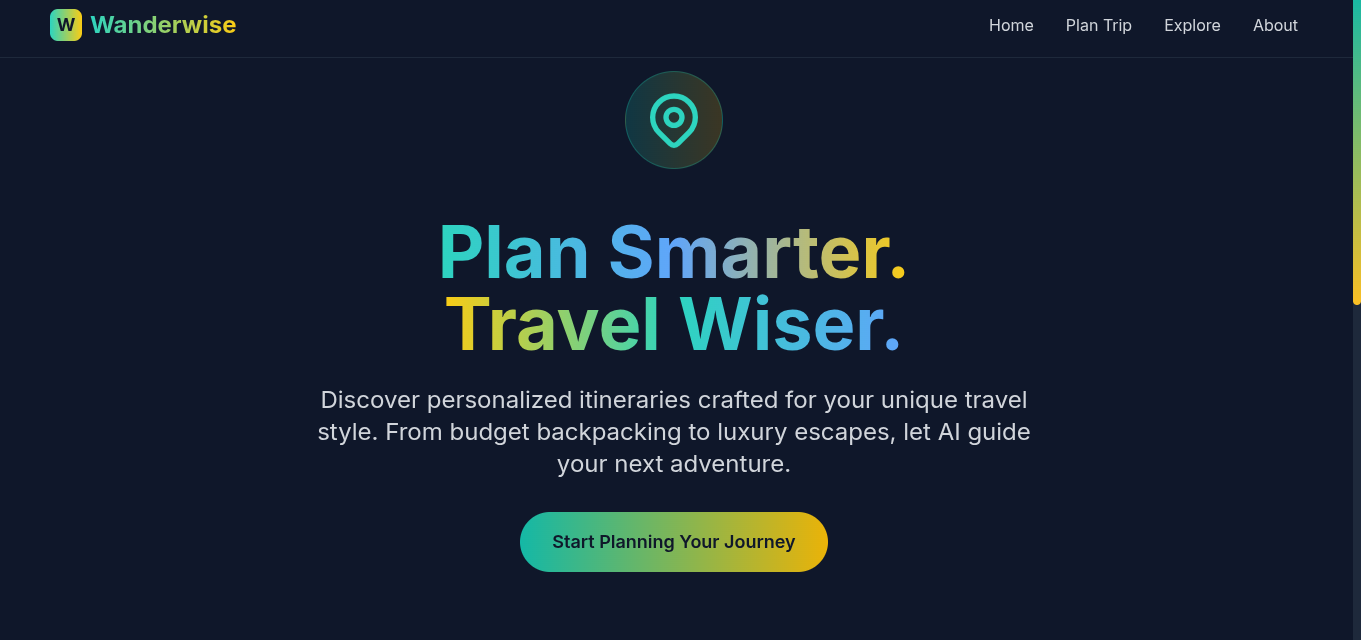 W Wanderwise
Home Plan Trip Explore About
Plan Smarter.
Travel Wiser.
Discover personalized itineraries crafted for your unique travel
style. From budget backpacking to luxury escapes, let AI guide
your next adventure.
Start Planning Your Journey